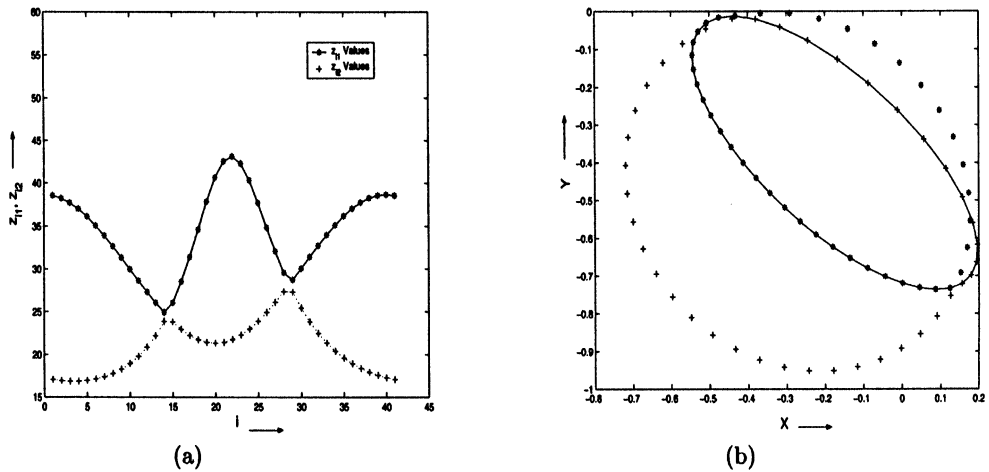 60
55
50
45
40
35
30
25
20
15
0 5 10 15 20 25 30 35 40 45
z_{i1}, z_{i2}
i
z_{i1} Values
z_{i2} Values
(a)
0
-0.1
-0.2
-0.3
-0.4
-0.5
-0.6
-0.7
-0.8
-0.9
-1
-0.8 -0.7 -0.6 -0.5 -0.4 -0.3 -0.2 -0.1 0 0.1 0.2
Y
X
(b)